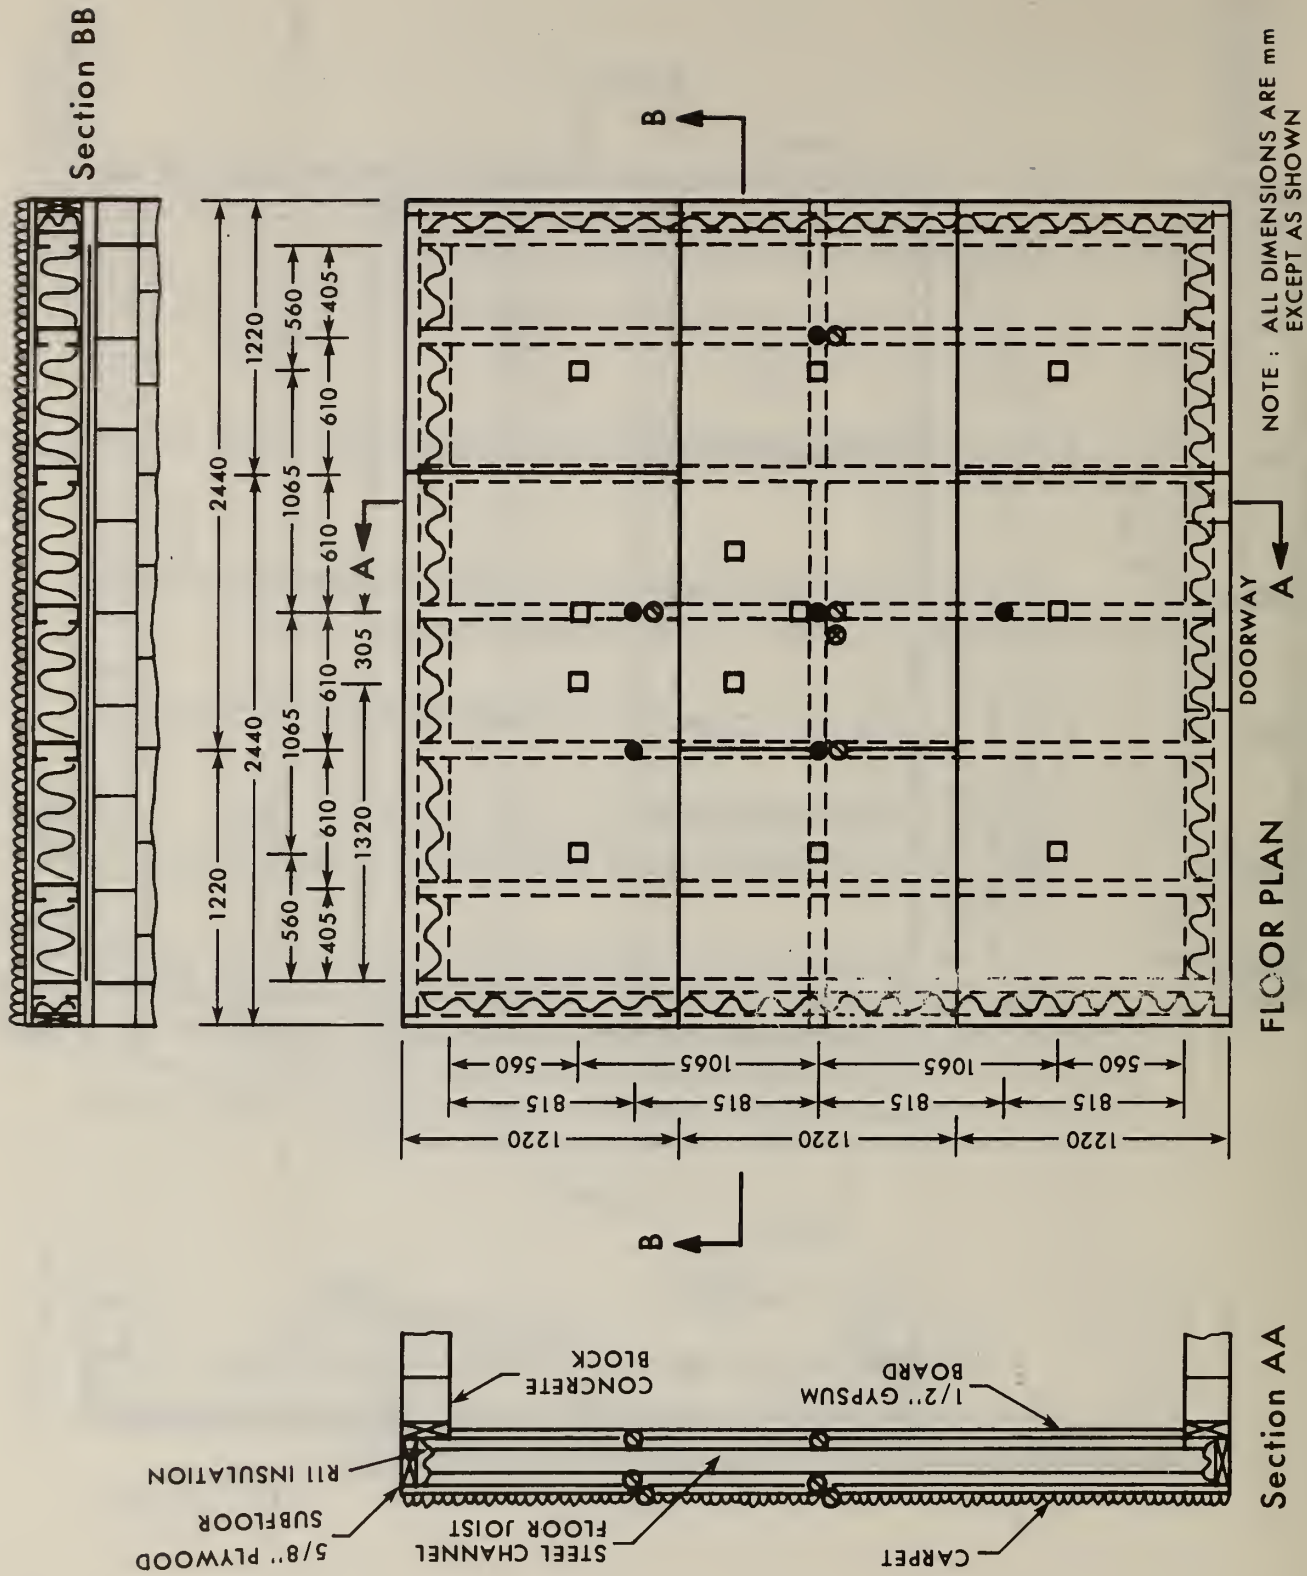 Section BB
2440
1220
1220
2440
560
1065
1065
560
405
610
610
610
610
405
A
305
1320
B
B
560
1065
1065
560
815
815
815
815
1220
1220
1220
DOORWAY
A
FLOOR PLAN
NOTE : ALL DIMENSIONS ARE mm
EXCEPT AS SHOWN
CONCRETE
BLOCK
1/2" GYPSUM
BOARD
R11 INSULATION
5/8" PLYWOOD
SUBFLOOR
STEEL CHANNEL
FLOOR JOIST
CARPET
Section AA